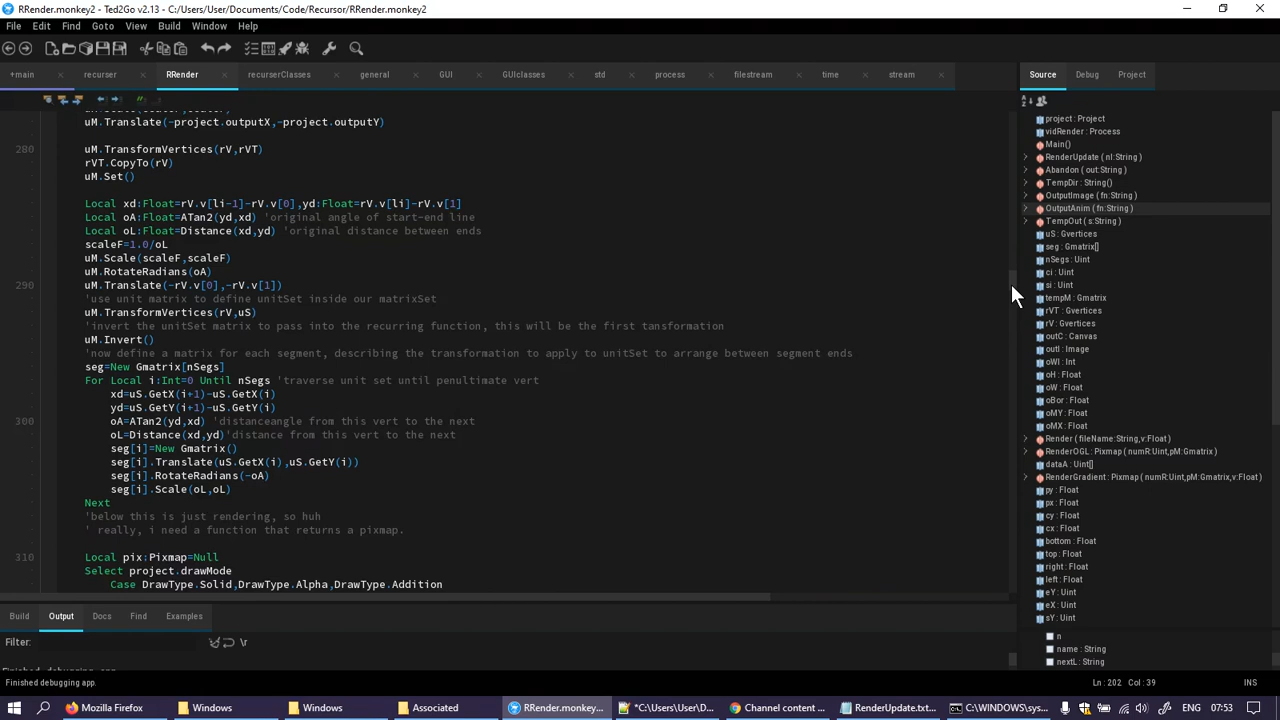 RRender.monkey2 - Ted2Go v2.13 - C:/Users/User/Documents/Code/Recursor/RRender.monkey2
File Edit Find Goto View Build Window Help
+main recurser RRender recurserClasses general GUI GUIclasses std process filestream time stream
Source Debug Project
uM.Translate(-project.outputX,-project.outputY)
280 uM.TransformVertices(rV,rVT)
rVT.CopyTo(rV)
uM.Set()
Local xd:Float=rV.v[li-1]-rV.v[0],yd:Float=rV.v[li]-rV.v[1]
Local oA:Float=ATan2(yd,xd) 'original angle of start-end line
Local oL:Float=Distance(xd,yd) 'original distance between ends
scaleF=1.0/oL
uM.Scale(scaleF,scaleF)
uM.RotateRadians(oA)
290 uM.Translate(-rV.v[0],-rV.v[1])
'use unit matrix to define unitSet inside our matrixSet
uM.TransformVertices(rV,uS)
'invert the unitSet matrix to pass into the recurring function, this will be the first tansformation
uM.Invert()
'now define a matrix for each segment, describing the transformation to apply to unitSet to arrange between segment ends
seg=New Gmatrix[nSegs]
For Local i:Int=0 Until nSegs 'traverse unit set until penultimate vert
xd=uS.GetX(i+1)-uS.GetX(i)
yd=uS.GetY(i+1)-uS.GetY(i)
300 oA=ATan2(yd,xd) 'distanceangle from this vert to the next
oL=Distance(xd,yd)'distance from this vert to the next
seg[i]=New Gmatrix()
seg[i].Translate(uS.GetX(i),uS.GetY(i))
seg[i].RotateRadians(-oA)
seg[i].Scale(oL,oL)
Next
'below this is just rendering, so huh
' really, i need a function that returns a pixmap.
310 Local pix:Pixmap=Null
Select project.drawMode
Case DrawType.Solid,DrawType.Alpha,DrawType.Addition
project : Project
vidRender : Process
Main()
RenderUpdate ( nl:String )
Abandon ( out:String )
TempDir : String()
OutputImage ( fn:String )
OutputAnim ( fn:String )
TempOut ( s:String )
uS : Gvertices
seg : Gmatrix[]
nSegs : Uint
ci : Uint
si : Uint
tempM : Gmatrix
rVT : Gvertices
rV : Gvertices
outC : Canvas
outI : Image
oWI : Int
oH : Float
oW : Float
oBor : Float
oMY : Float
oMX : Float
Render ( fileName:String,v:Float )
RenderOGL : Pixmap ( numR:Uint,pM:Gmatrix )
dataA : Uint[]
RenderGradient : Pixmap ( numR:Uint,pM:Gmatrix,v:Float )
py : Float
px : Float
cy : Float
cx : Float
bottom : Float
top : Float
right : Float
left : Float
eY : Uint
eX : Uint
sY : Uint
n
name : String
nextL : String
Build Output Docs Find Examples
Filter: \r
Finished debugging app.
Finished debugging app. Ln : 202 Col : 39 INS
Mozilla Firefox Windows Windows Associated RRender.monkey2 -... *C:\Users\User\D... Channel content -... RenderUpdate.txt... C:\WINDOWS\sy... ENG 07:53